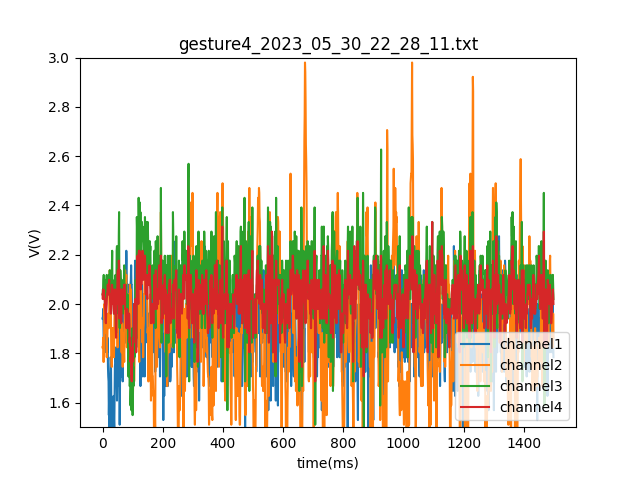 gesture4_2023_05_30_22_28_11.txt
V(V)
3.0
2.8
2.6
2.4
2.2
2.0
1.8
1.6
channel1
channel2
channel3
channel4
0 200 400 600 800 1000 1200 1400
time(ms)